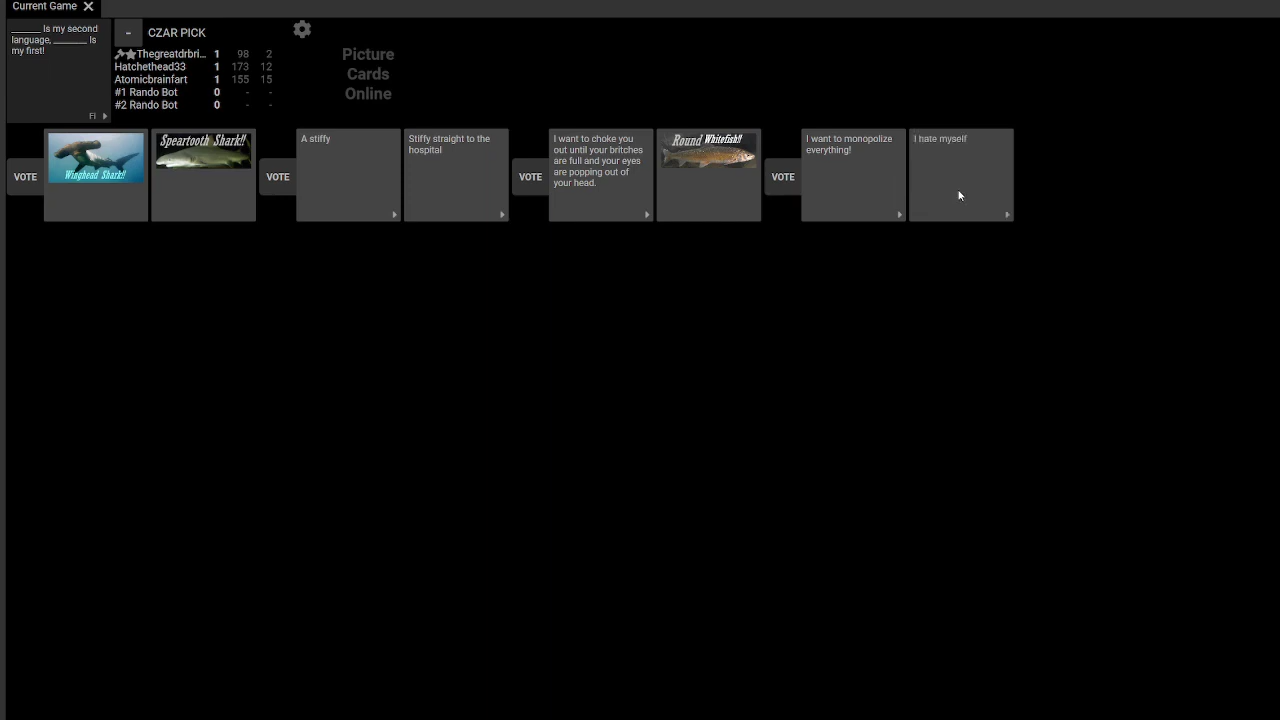 Current Game
______ Is my second
language, _______ Is
my first!
FI
-
CZAR PICK
Thegreatdrbri... 1 98 2
Hatchethead33 1 173 12
Atomicbrainfart 1 155 15
#1 Rando Bot 0 - -
#2 Rando Bot 0 - -
Picture
Cards
Online
VOTE
Winghead Shark!!
Speartooth Shark!!
VOTE
A stiffy
Stiffy straight to the
hospital
VOTE
I want to choke you
out until your britches
are full and your eyes
are popping out of
your head.
Round Whitefish!!
VOTE
I want to monopolize
everything!
I hate myself